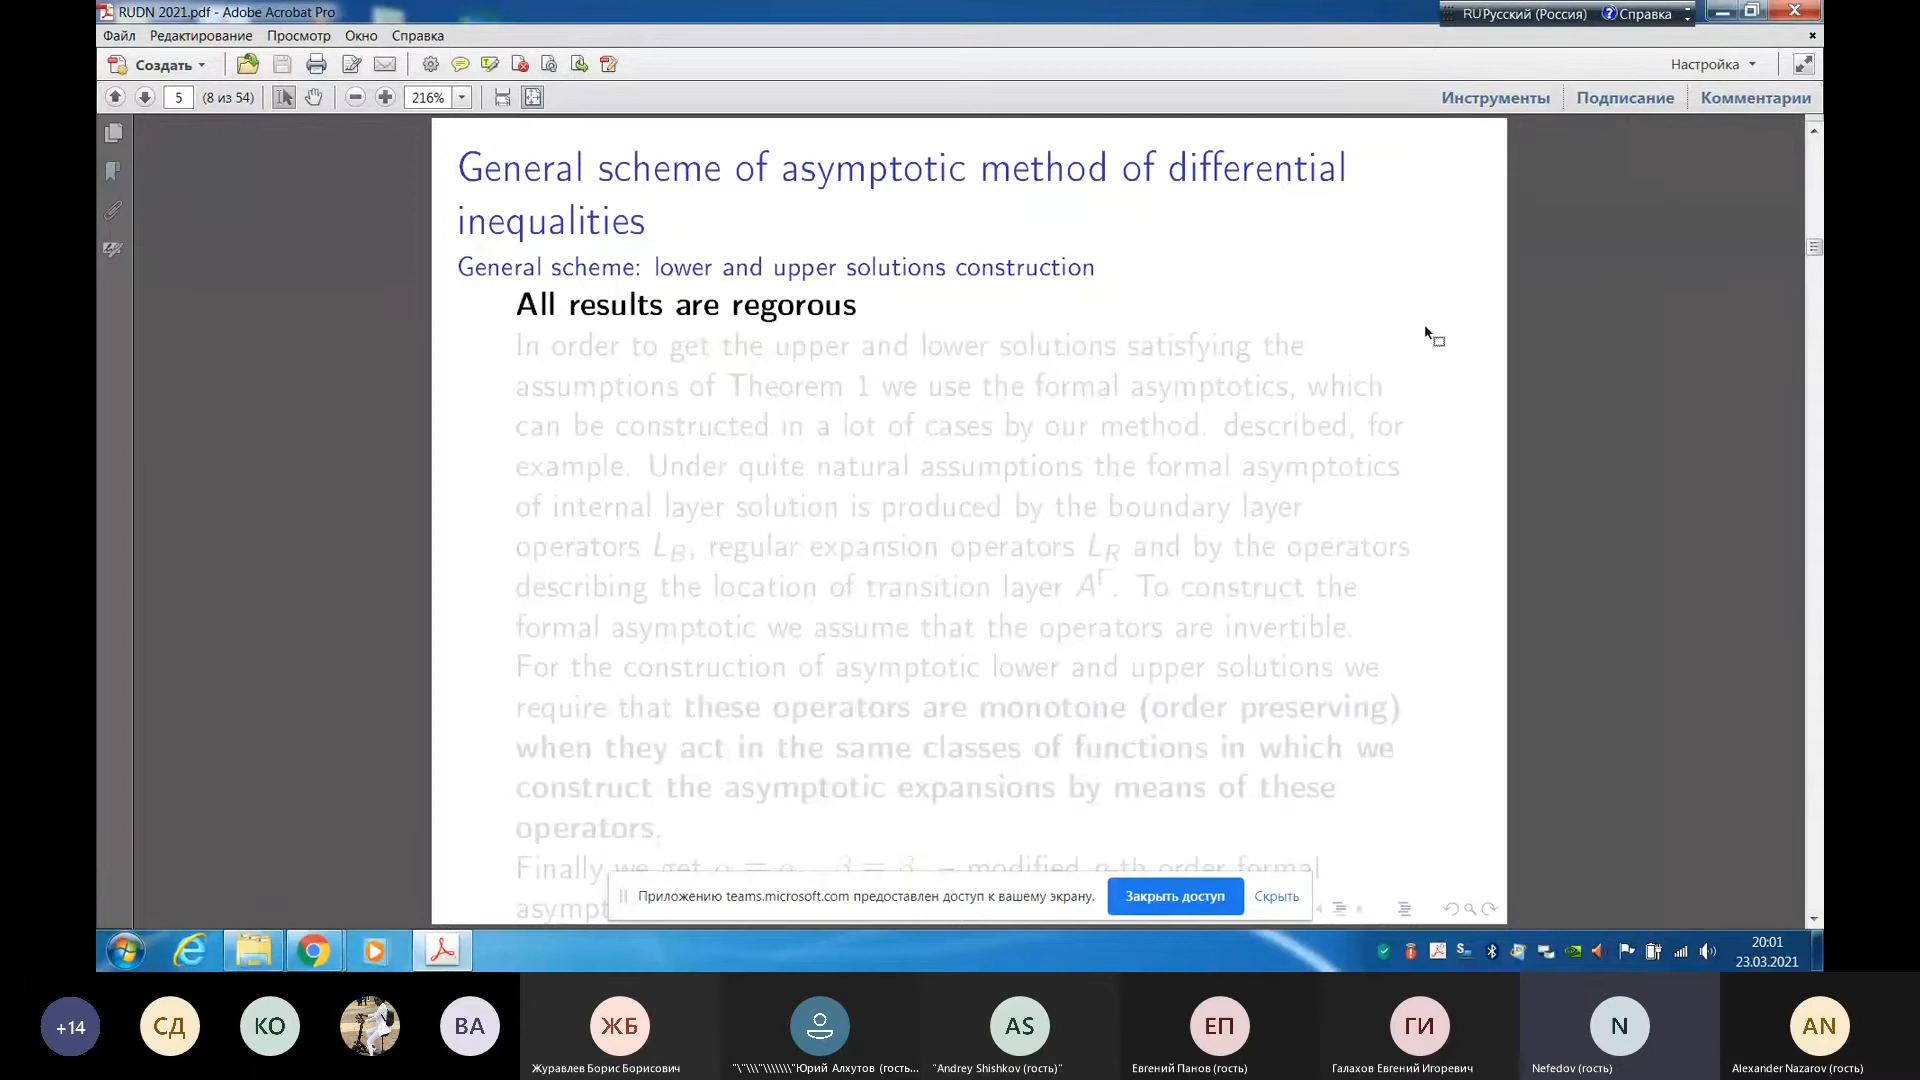 RUDN 2021.pdf - Adobe Acrobat Pro
RU Русский (Россия) Справка
Файл Редактирование Просмотр Окно Справка
Создать Настройка
5 (8 из 54) 216% Инструменты Подписание Комментарии
General scheme of asymptotic method of differential
inequalities
General scheme: lower and upper solutions construction
All results are regorous
In order to get the upper and lower solutions satisfying the
assumptions of Theorem 1 we use the formal asymptotics, which
can be constructed in a lot of cases by our method. described, for
example. Under quite natural assumptions the formal asymptotics
of internal layer solution is produced by the boundary layer
operators L_B, regular expansion operators L_R and by the operators
describing the location of transition layer A^Γ. To construct the
formal asymptotic we assume that the operators are invertible.
For the construction of asymptotic lower and upper solutions we
require that these operators are monotone (order preserving)
when they act in the same classes of functions in which we
construct the asymptotic expansions by means of these
operators.
Finally we get modified n-th order formal
Приложению teams.microsoft.com предоставлен доступ к вашему экрану. Закрыть доступ Скрыть
20:01
23.03.2021
+14 СД КО ВА ЖБ AS ЕП ГИ N AN
Журавлев Борис Борисович "\"\\\"\\\\\\\"Юрий Алхутов (гость... "Andrey Shishkov (гость)" Евгений Панов (гость) Галахов Евгений Игоревич Nefedov (гость) Alexander Nazarov (гость)